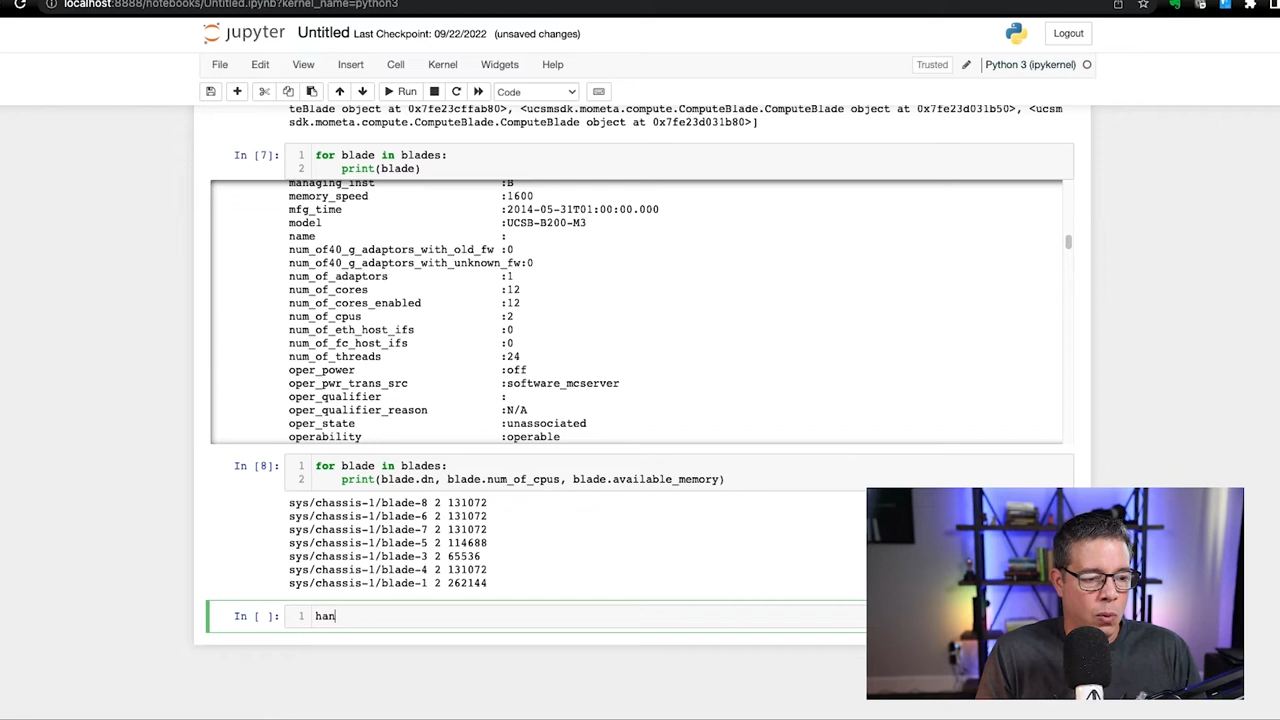 localhost:8888/notebooks/Untitled.ipynb?kernel_name=python3
jupyter Untitled Last Checkpoint: 09/22/2022 (unsaved changes) Logout
File Edit View Insert Cell Kernel Widgets Help Trusted Python 3 (ipykernel)
Run Code
teBlade object at 0x7fe23cffab80>, <ucsmsdk.mometa.compute.ComputeBlade.ComputeBlade object at 0x7fe23d031b50>, <ucsm
sdk.mometa.compute.ComputeBlade.ComputeBlade object at 0x7fe23d031b80>]
In [7]: 1 for blade in blades:
2 print(blade)
managing_inst :B
memory_speed :1600
mfg_time :2014-05-31T01:00:00.000
model :UCSB-B200-M3
name :
num_of40_g_adaptors_with_old_fw :0
num_of40_g_adaptors_with_unknown_fw:0
num_of_adaptors :1
num_of_cores :12
num_of_cores_enabled :12
num_of_cpus :2
num_of_eth_host_ifs :0
num_of_fc_host_ifs :0
num_of_threads :24
oper_power :off
oper_pwr_trans_src :software_mcserver
oper_qualifier :
oper_qualifier_reason :N/A
oper_state :unassociated
operability :operable
In [8]: 1 for blade in blades:
2 print(blade.dn, blade.num_of_cpus, blade.available_memory)
sys/chassis-1/blade-8 2 131072
sys/chassis-1/blade-6 2 131072
sys/chassis-1/blade-7 2 131072
sys/chassis-1/blade-5 2 114688
sys/chassis-1/blade-3 2 65536
sys/chassis-1/blade-4 2 131072
sys/chassis-1/blade-1 2 262144
In [ ]: 1 han